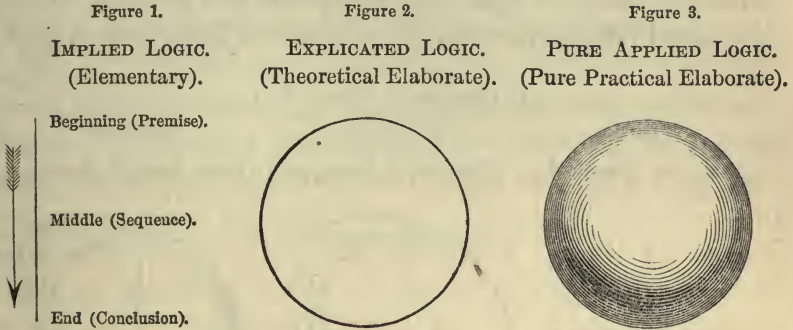 Figure 1.
IMPLIED LOGIC.
(Elementary).
Beginning (Premise).
Middle (Sequence).
End (Conclusion).
Figure 2.
EXPLICATED LOGIC.
(Theoretical Elaborate).
Figure 3.
PURE APPLIED LOGIC.
(Pure Practical Elaborate).